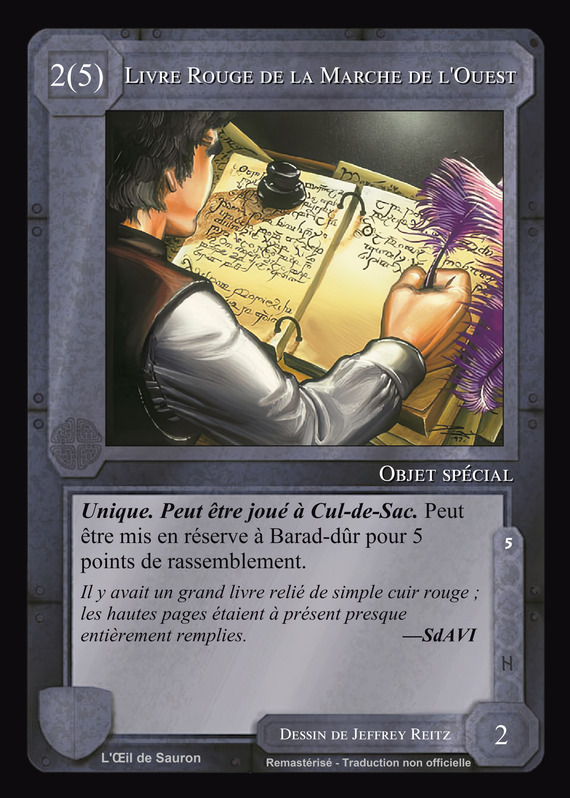 2(5)
Livre Rouge de la Marche de l'Ouest
Objet spécial
Unique. Peut être joué à Cul-de-Sac. Peut
être mis en réserve à Barad-dûr pour 5
points de rassemblement.
Il y avait un grand livre relié de simple cuir rouge ;
les hautes pages étaient à présent presque
entièrement remplies.
—SdAVI
5
Dessin de Jeffrey Reitz
2
L'Œil de Sauron
Remastérisé - Traduction non officielle